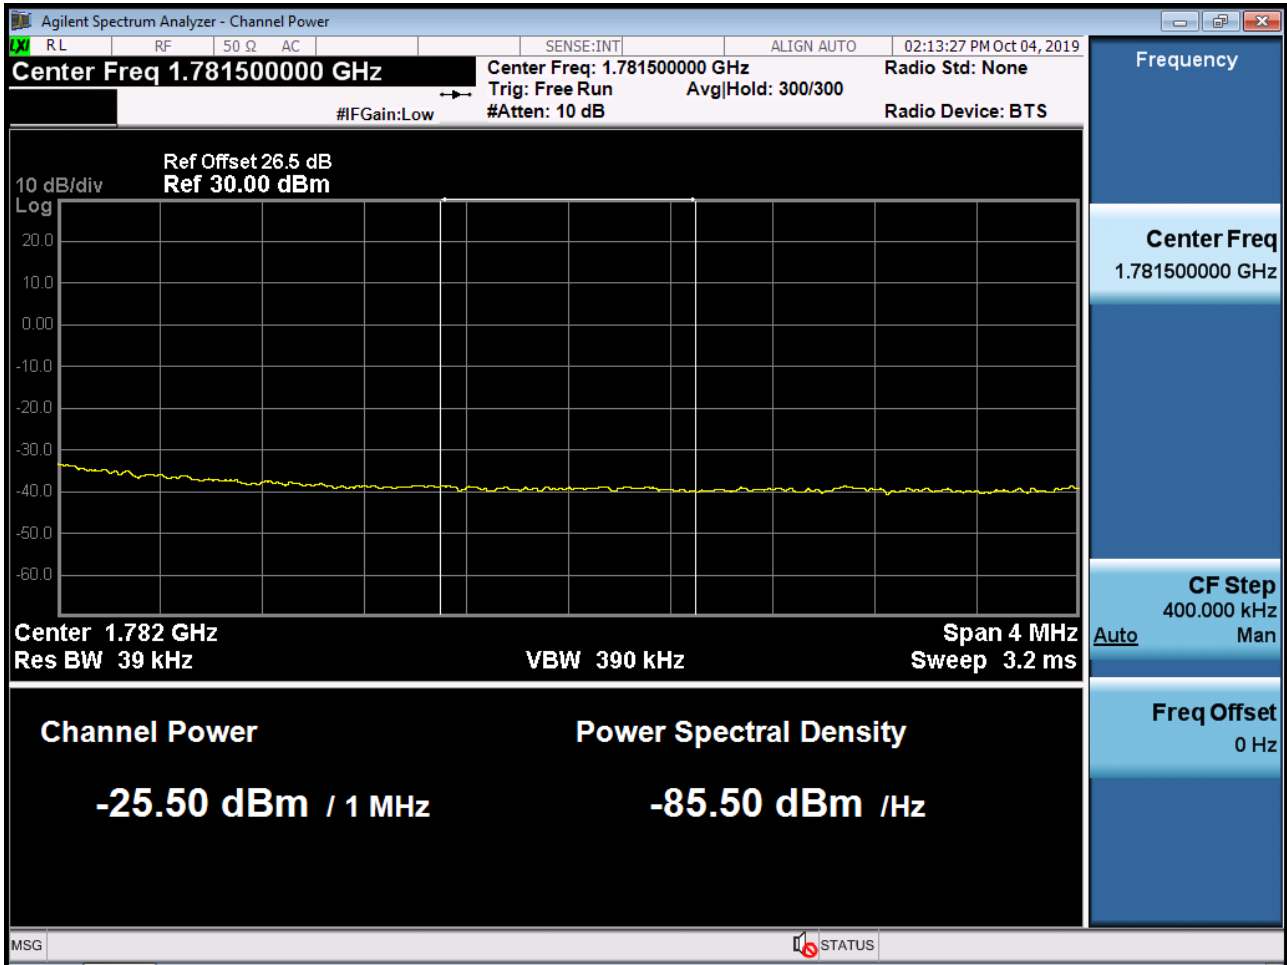 Agilent Spectrum Analyzer - Channel Power
LXI RL RF 50 Ω AC SENSE:INT ALIGN AUTO 02:13:27 PM Oct 04, 2019
Center Freq 1.781500000 GHz
#IFGain:Low
Center Freq: 1.781500000 GHz
Trig: Free Run Avg|Hold: 300/300
#Atten: 10 dB
Radio Std: None
Radio Device: BTS
Ref Offset 26.5 dB
10 dB/div Ref 30.00 dBm
Log
20.0
10.0
0.00
-10.0
-20.0
-30.0
-40.0
-50.0
-60.0
Center 1.782 GHz Span 4 MHz
Res BW 39 kHz VBW 390 kHz Sweep 3.2 ms
Channel Power Power Spectral Density
-25.50 dBm / 1 MHz -85.50 dBm /Hz
Frequency
Center Freq
1.781500000 GHz
CF Step
400.000 kHz
Auto Man
Freq Offset
0 Hz
MSG STATUS